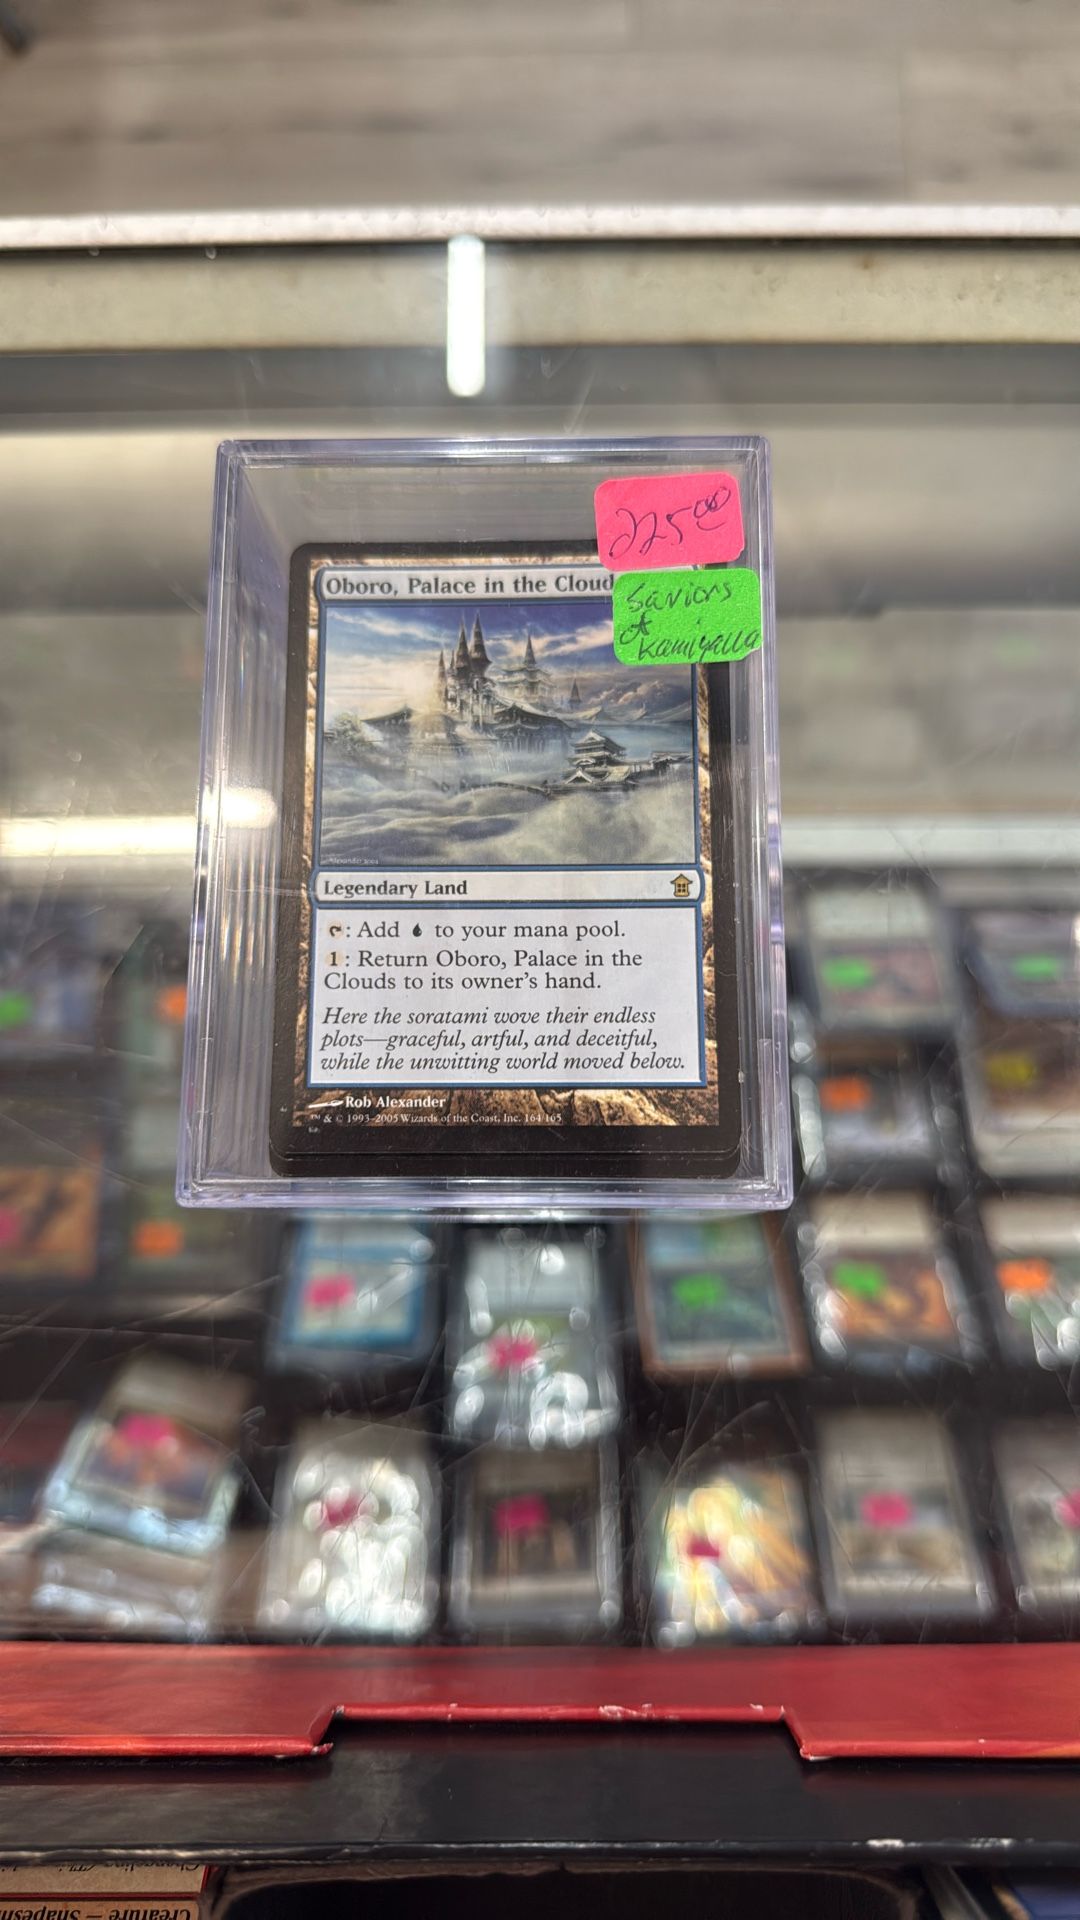 225⁰⁰
Oboro, Palace in the Cloud
Saviors
of
Kamigawa
Legendary Land
: Add to your mana pool.
1: Return Oboro, Palace in the
Clouds to its owner's hand.
Here the soratami wove their endless
plots—graceful, artful, and deceitful,
while the unwitting world moved below.
Rob Alexander
™ & © 1993–2005 Wizards of the Coast, Inc. 164/165
Creature — Shapesh